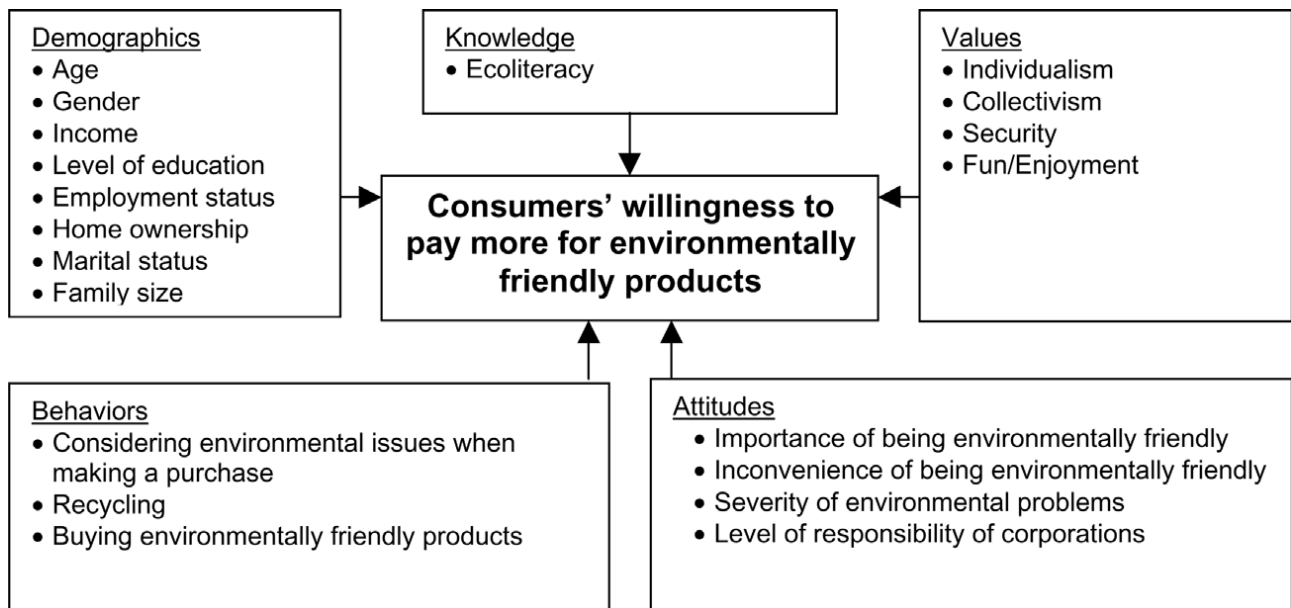 Demographics
• Age
• Gender
• Income
• Level of education
• Employment status
• Home ownership
• Marital status
• Family size
Knowledge
• Ecoliteracy
Values
• Individualism
• Collectivism
• Security
• Fun/Enjoyment
Consumers’ willingness to
pay more for environmentally
friendly products
Behaviors
• Considering environmental issues when
making a purchase
• Recycling
• Buying environmentally friendly products
Attitudes
• Importance of being environmentally friendly
• Inconvenience of being environmentally friendly
• Severity of environmental problems
• Level of responsibility of corporations